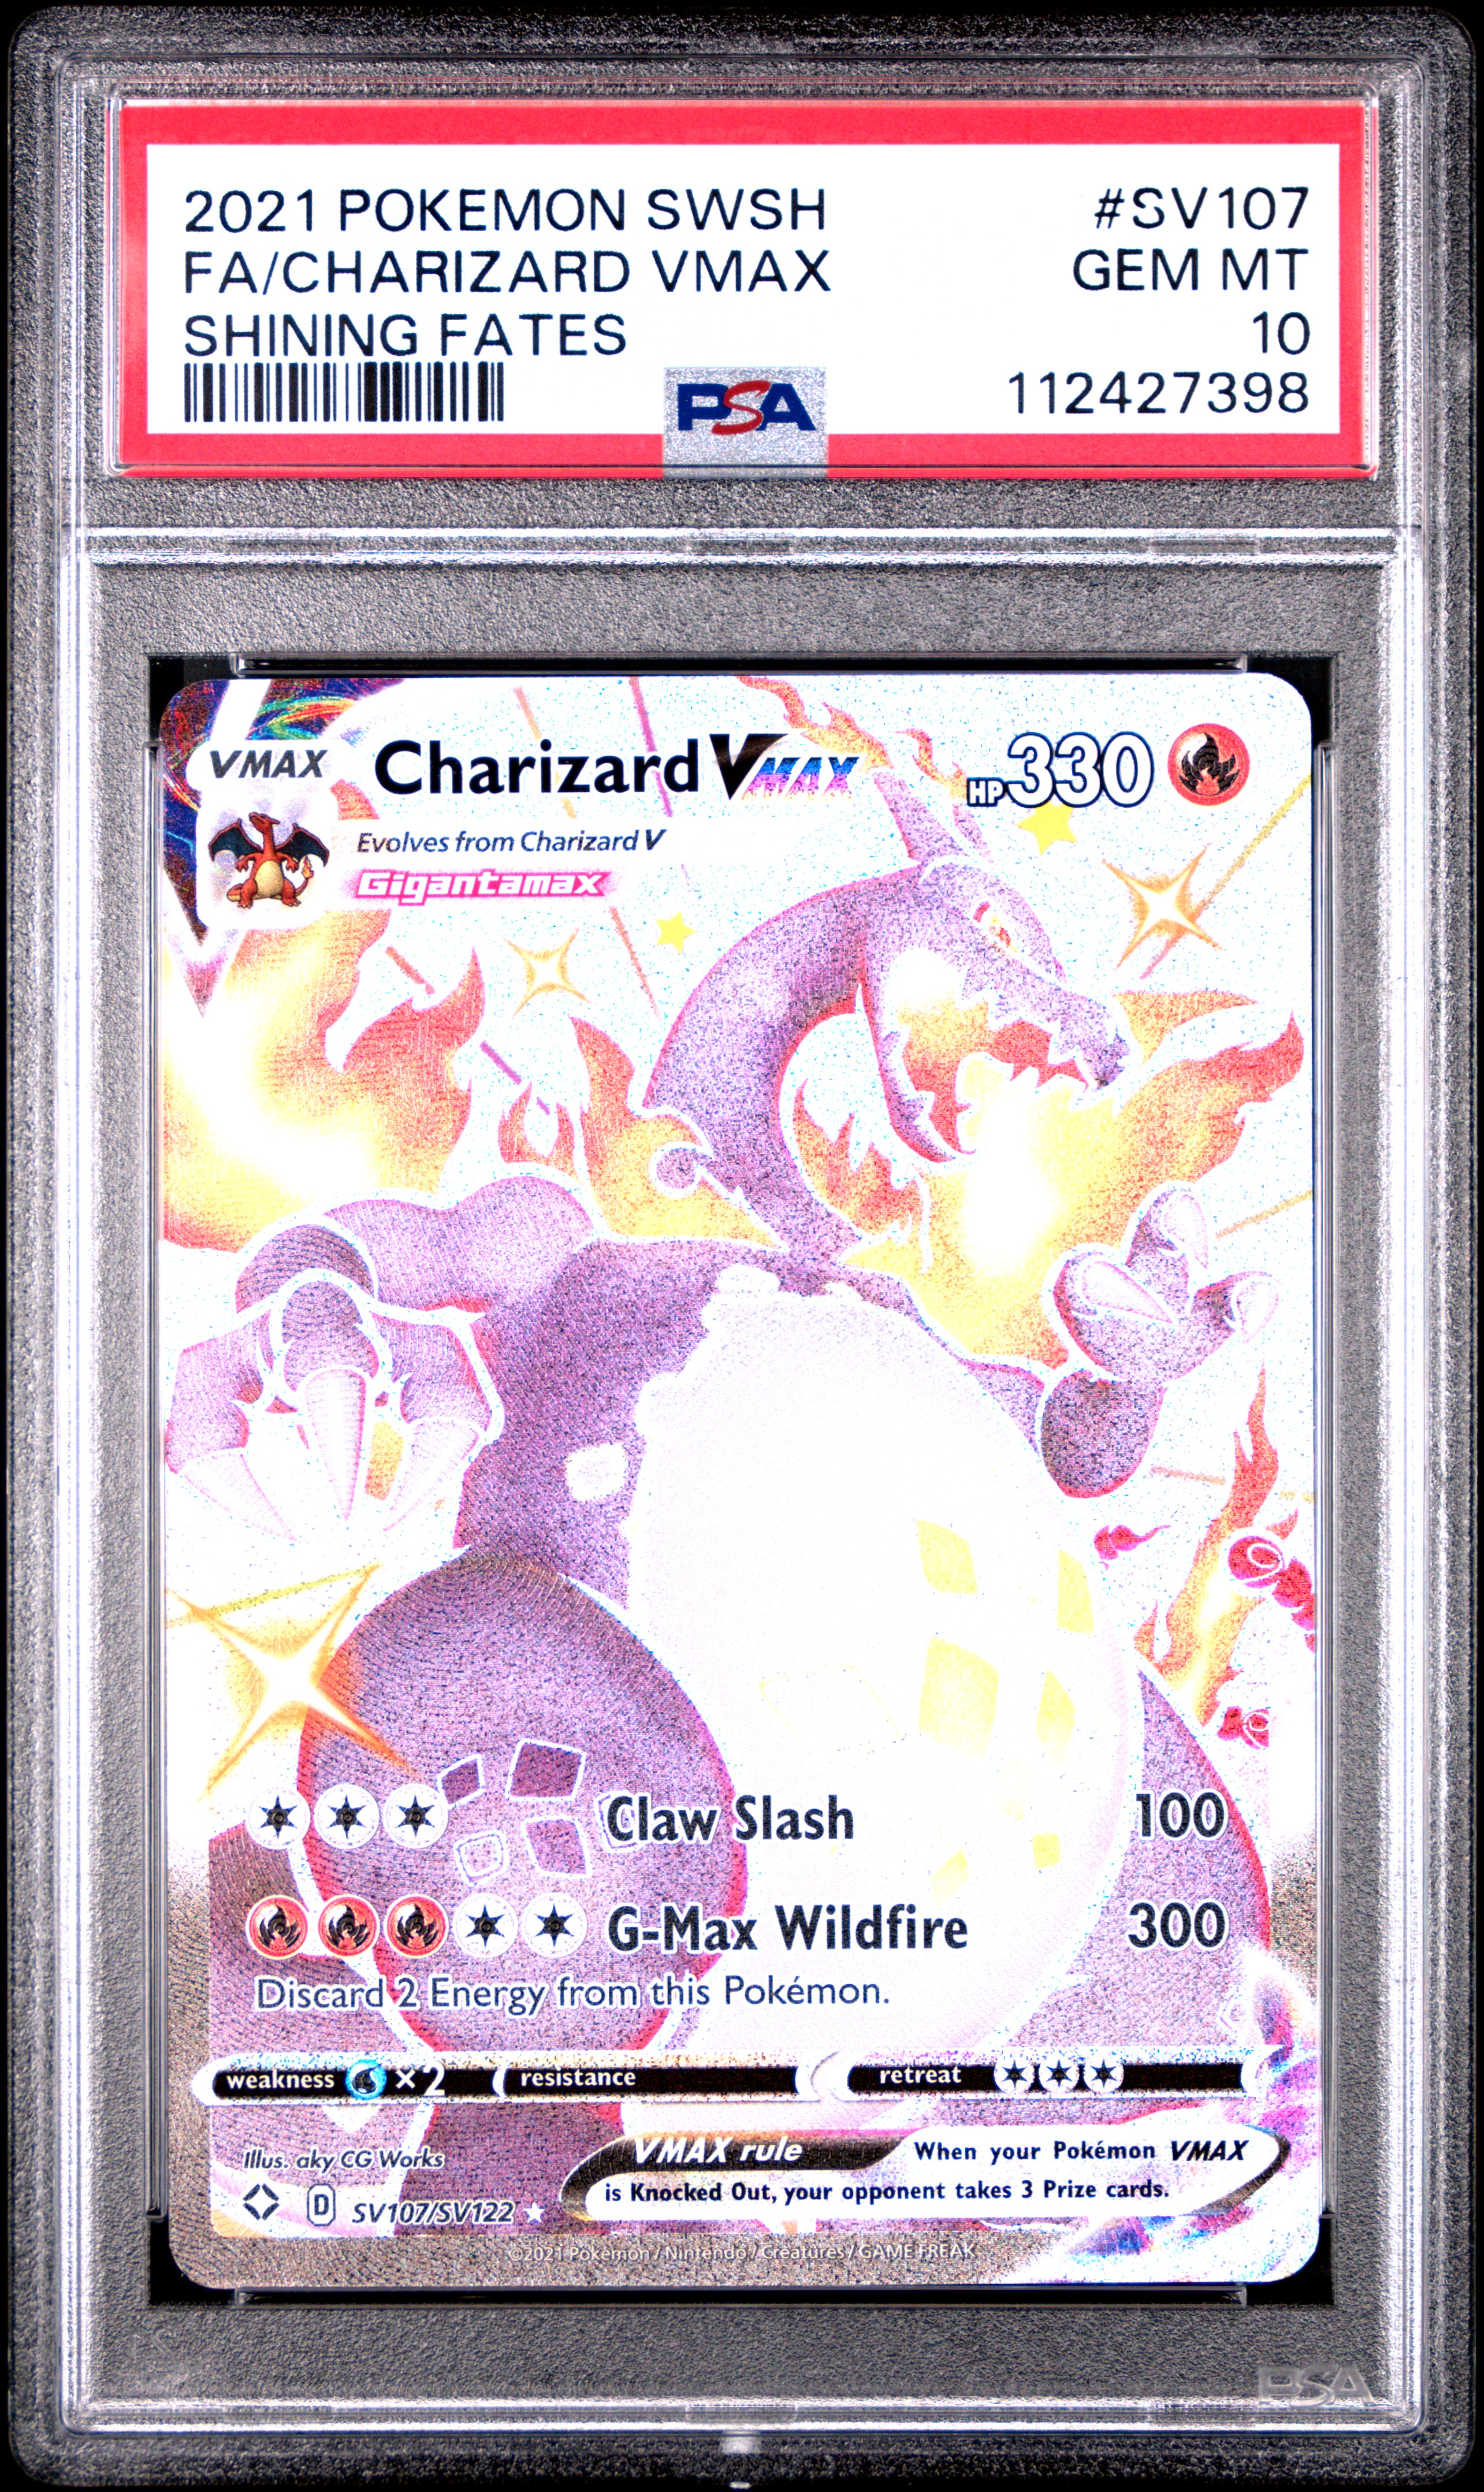 2021 POKEMON SWSH #SV107
FA/CHARIZARD VMAX GEM MT
SHINING FATES 10
PSA 112427398
VMAX Charizard VMAX HP 330
Evolves from Charizard V
Gigantamax
Claw Slash 100
G-Max Wildfire 300
Discard 2 Energy from this Pokémon.
weakness ×2 resistance retreat
Illus. aky CG Works
VMAX rule When your Pokémon VMAX
is Knocked Out, your opponent takes 3 Prize cards.
D SV107/SV122
©2021 Pokémon / Nintendo / Creatures / GAME FREAK
PSA